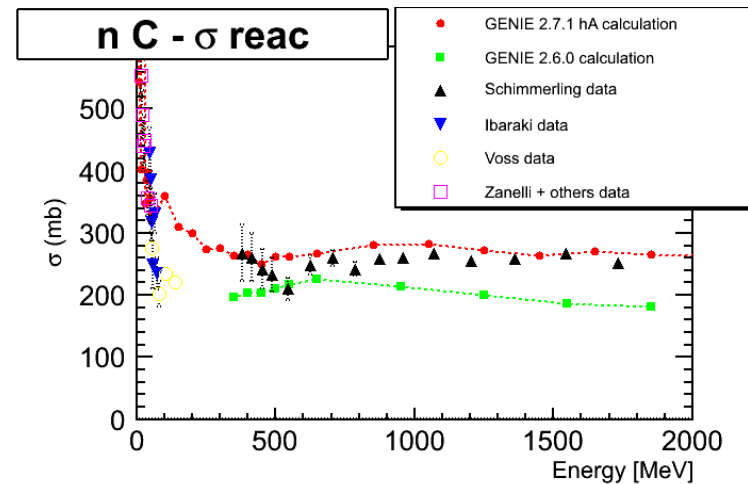 n C - σ reac
GENIE 2.7.1 hA calculation
GENIE 2.6.0 calculation
Schimmerling data
Ibaraki data
Voss data
Zanelli + others data
σ (mb)
500
400
300
200
100
0
0 500 1000 1500 2000
Energy [MeV]